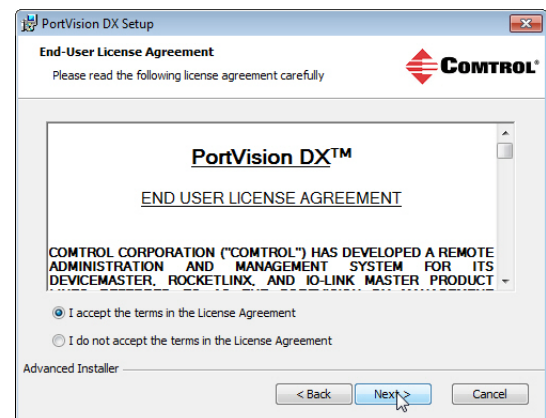 PortVision DX Setup
End-User License Agreement
Please read the following license agreement carefully
COMTROL®
PortVision DX™
END USER LICENSE AGREEMENT
COMTROL CORPORATION ("COMTROL") HAS DEVELOPED A REMOTE
ADMINISTRATION AND MANAGEMENT SYSTEM FOR ITS
DEVICEMASTER, ROCKETLINX, AND IO-LINK MASTER PRODUCT
I accept the terms in the License Agreement
I do not accept the terms in the License Agreement
Advanced Installer
< Back
Next >
Cancel